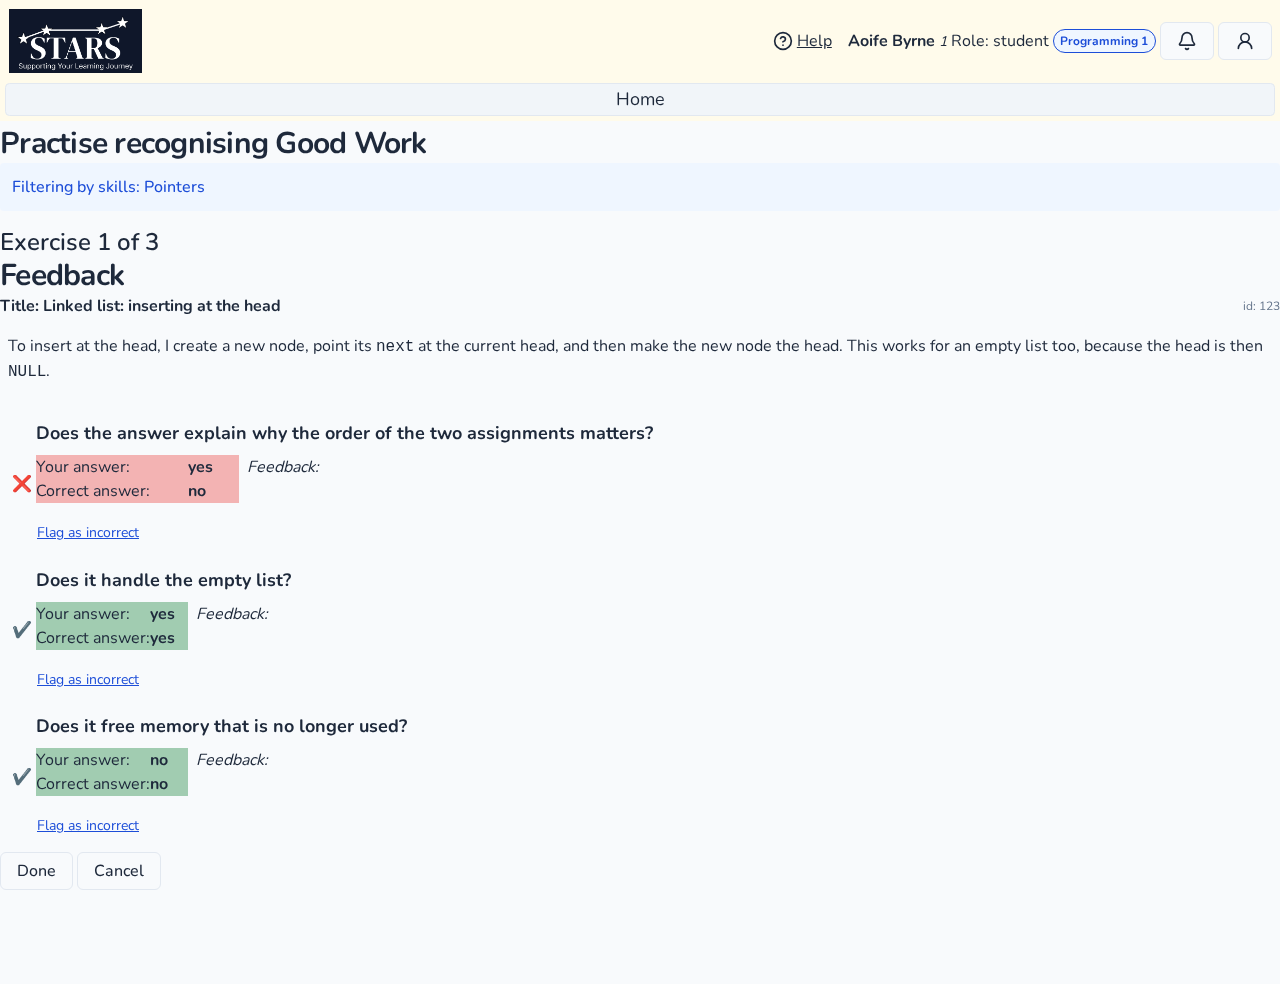 STARS
Supporting Your Learning Journey
Help Aoife Byrne 1 Role: student Programming 1
Home
Practise recognising Good Work
Filtering by skills: Pointers
Exercise 1 of 3
Feedback
Title: Linked list: inserting at the head id: 123
To insert at the head, I create a new node, point its next at the current head, and then make the new node the head. This works for an empty list too, because the head is then
NULL.
Does the answer explain why the order of the two assignments matters?
Your answer: yes Feedback:
Correct answer: no
Flag as incorrect
Does it handle the empty list?
Your answer: yes Feedback:
Correct answer: yes
Flag as incorrect
Does it free memory that is no longer used?
Your answer: no Feedback:
Correct answer: no
Flag as incorrect
Done Cancel